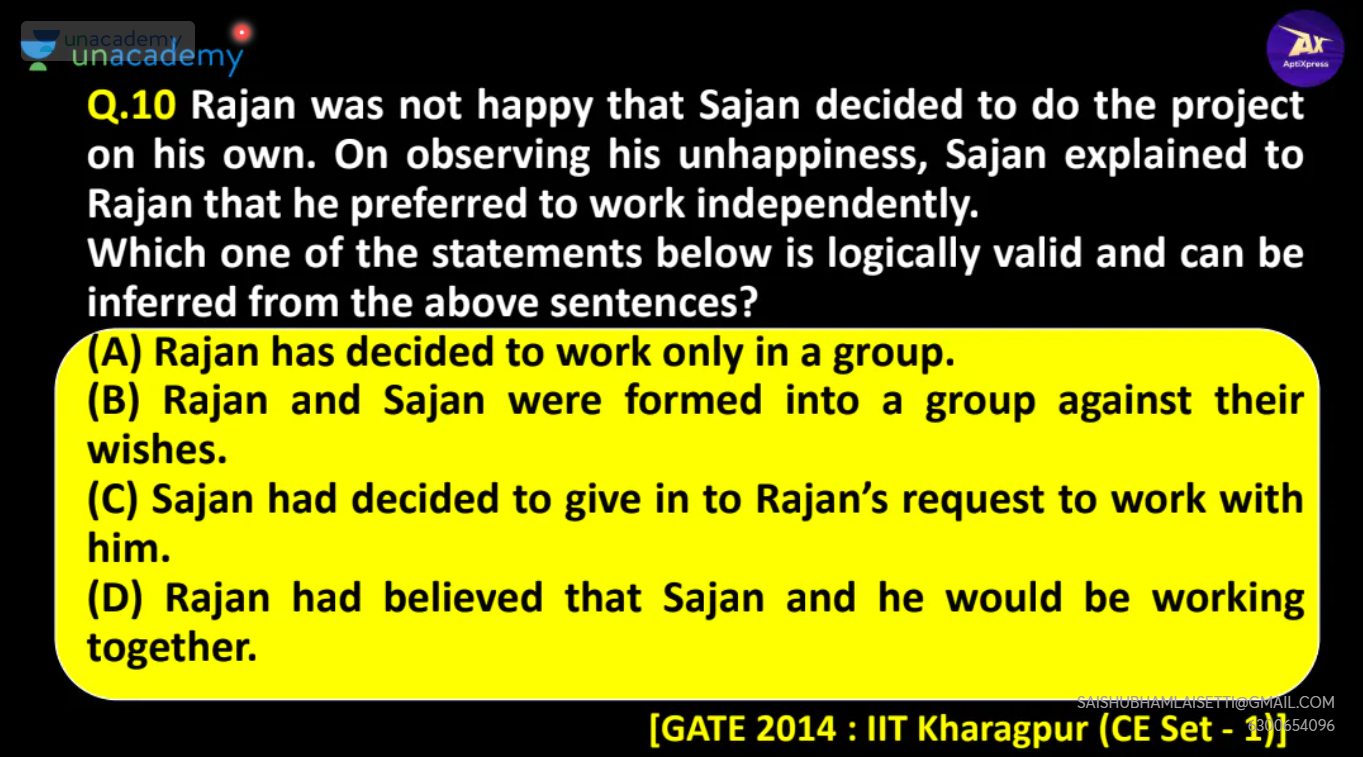 unacademy
unacademy
AX
AptiXpress
Q.10 Rajan was not happy that Sajan decided to do the project
on his own. On observing his unhappiness, Sajan explained to
Rajan that he preferred to work independently.
Which one of the statements below is logically valid and can be
inferred from the above sentences?
(A) Rajan has decided to work only in a group.
(B) Rajan and Sajan were formed into a group against their
wishes.
(C) Sajan had decided to give in to Rajan’s request to work with
him.
(D) Rajan had believed that Sajan and he would be working
together.
SAISHUBHAMLAISETTI@GMAIL.COM
6300654096
[GATE 2014 : IIT Kharagpur (CE Set - 1)]